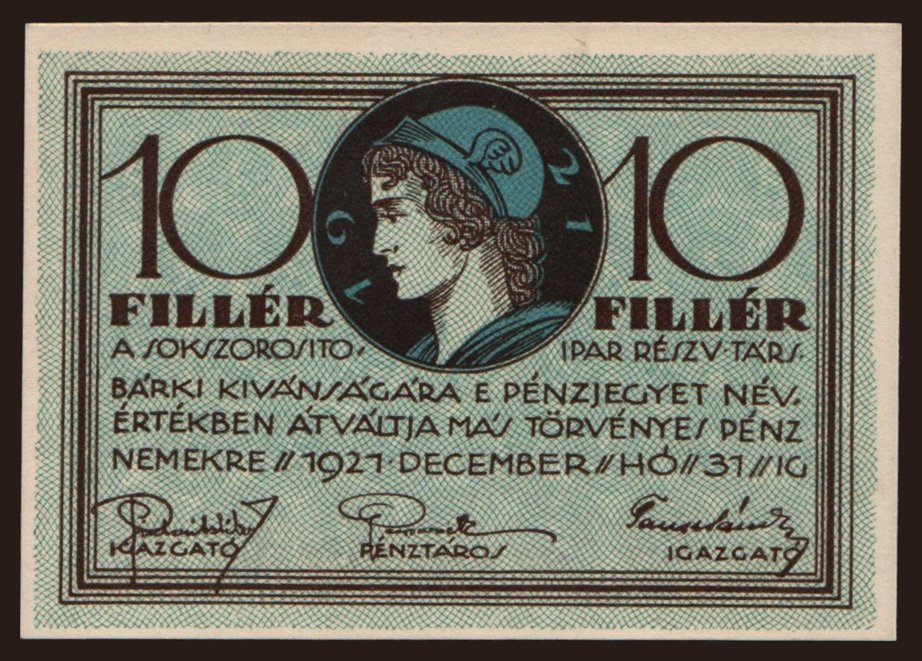 10 10
FILLÉR FILLÉR
1921
A SOKSZOROSITO IPAR RÉSZV·TÁRS.
BÁRKI KIVÁNSÁGÁRA E PÉNZJEGYET NÉV.
ÉRTÉKBEN ÁTVÁLTJA MÁS TÖRVÉNYES PÉNZ
NEMEKRE // 1921·DECEMBER // HÓ // 31 // IG
IGAZGATÓ PÉNZTÁROS IGAZGATÓ